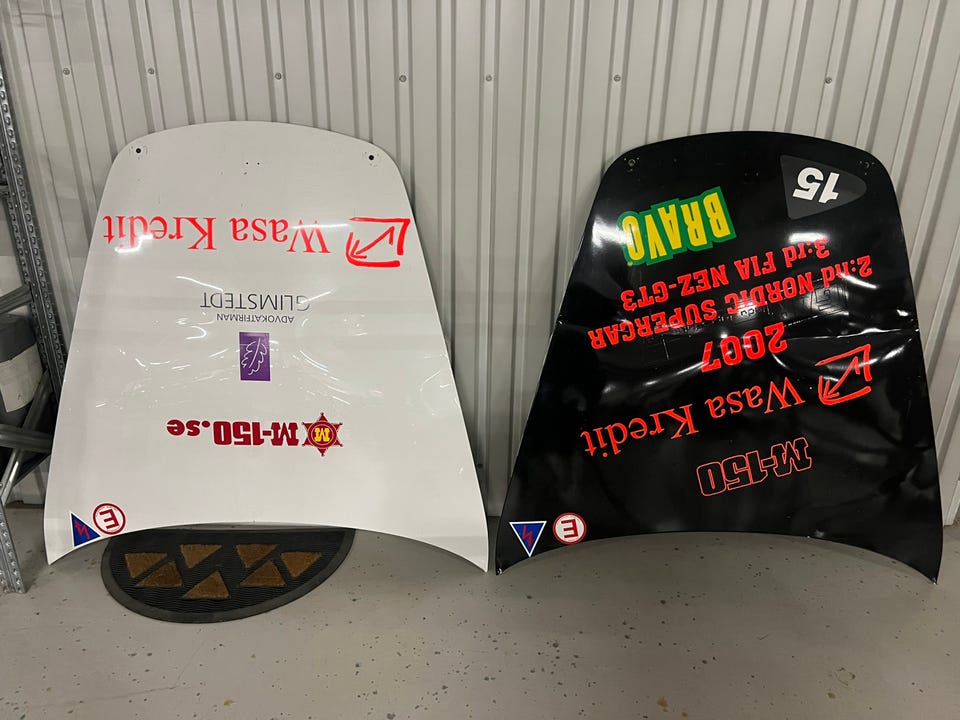 E
M
M-150.se
ADVOKATFIRMAN
GLIMSTEDT
Wasa Kredit
E
M-150
Wasa Kredit
2007
2:nd NORDIC SUPERCAR
3:rd FIA NEZ-GT3
BRAVO
15